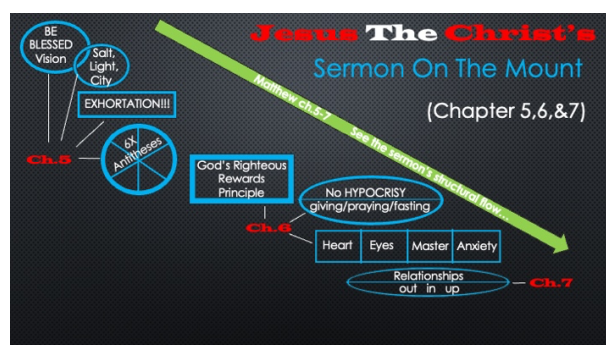 Jesus The Christ's
Sermon On The Mount
(Chapter 5,6,&7)
Matthew ch.5-7 See the sermon's structural flow...
BE
BLESSED
Vision
Salt,
Light,
City
EXHORTATION!!!
Ch.5
6X
Antitheses
God's Righteous
Rewards
Principle
No HYPOCRISY
giving/praying/fasting
Ch.6
Heart Eyes Master Anxiety
Relationships
out in up
Ch.7